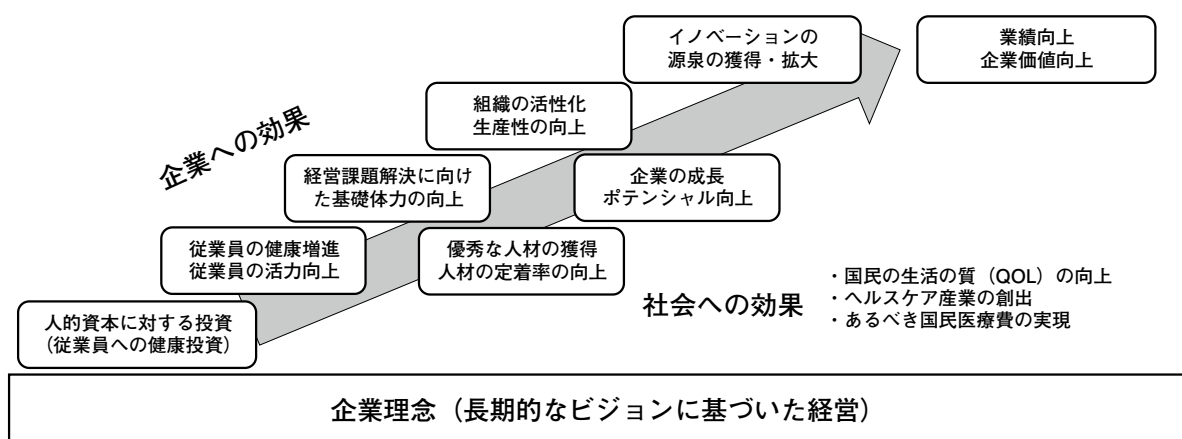 イノベーションの
源泉の獲得・拡大
業績向上
企業価値向上
組織の活性化
生産性の向上
企業への効果
経営課題解決に向け
た基礎体力の向上
企業の成長
ポテンシャル向上
従業員の健康増進
従業員の活力向上
優秀な人材の獲得
人材の定着率の向上
社会への効果
・国民の生活の質（QOL）の向上
・ヘルスケア産業の創出
・あるべき国民医療費の実現
人的資本に対する投資
(従業員への健康投資)
企業理念（長期的なビジョンに基づいた経営）